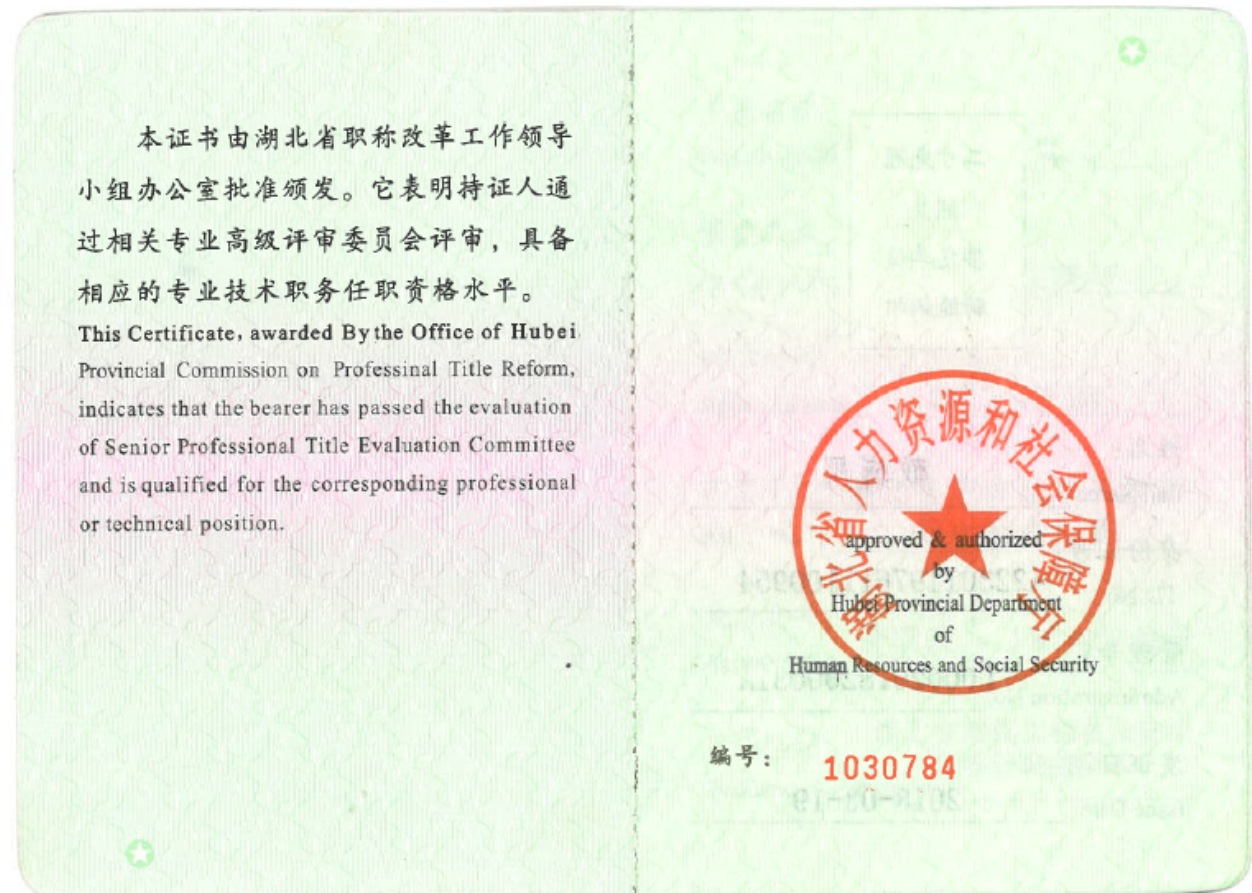 本证书由湖北省职称改革工作领导
小组办公室批准颁发。它表明持证人通
过相关专业高级评审委员会评审，具备
相应的专业技术职务任职资格水平。
This Certificate, awarded By the Office of Hubei
Provincial Commission on Professinal Title Reform,
indicates that the bearer has passed the evaluation
of Senior Professional Title Evaluation Committee
and is qualified for the corresponding professional
or technical position.
湖北省人力资源和社会保障厅
approved & authorized
by
Hubei Provincial Department
of
Human Resources and Social Security
编号： 1030784